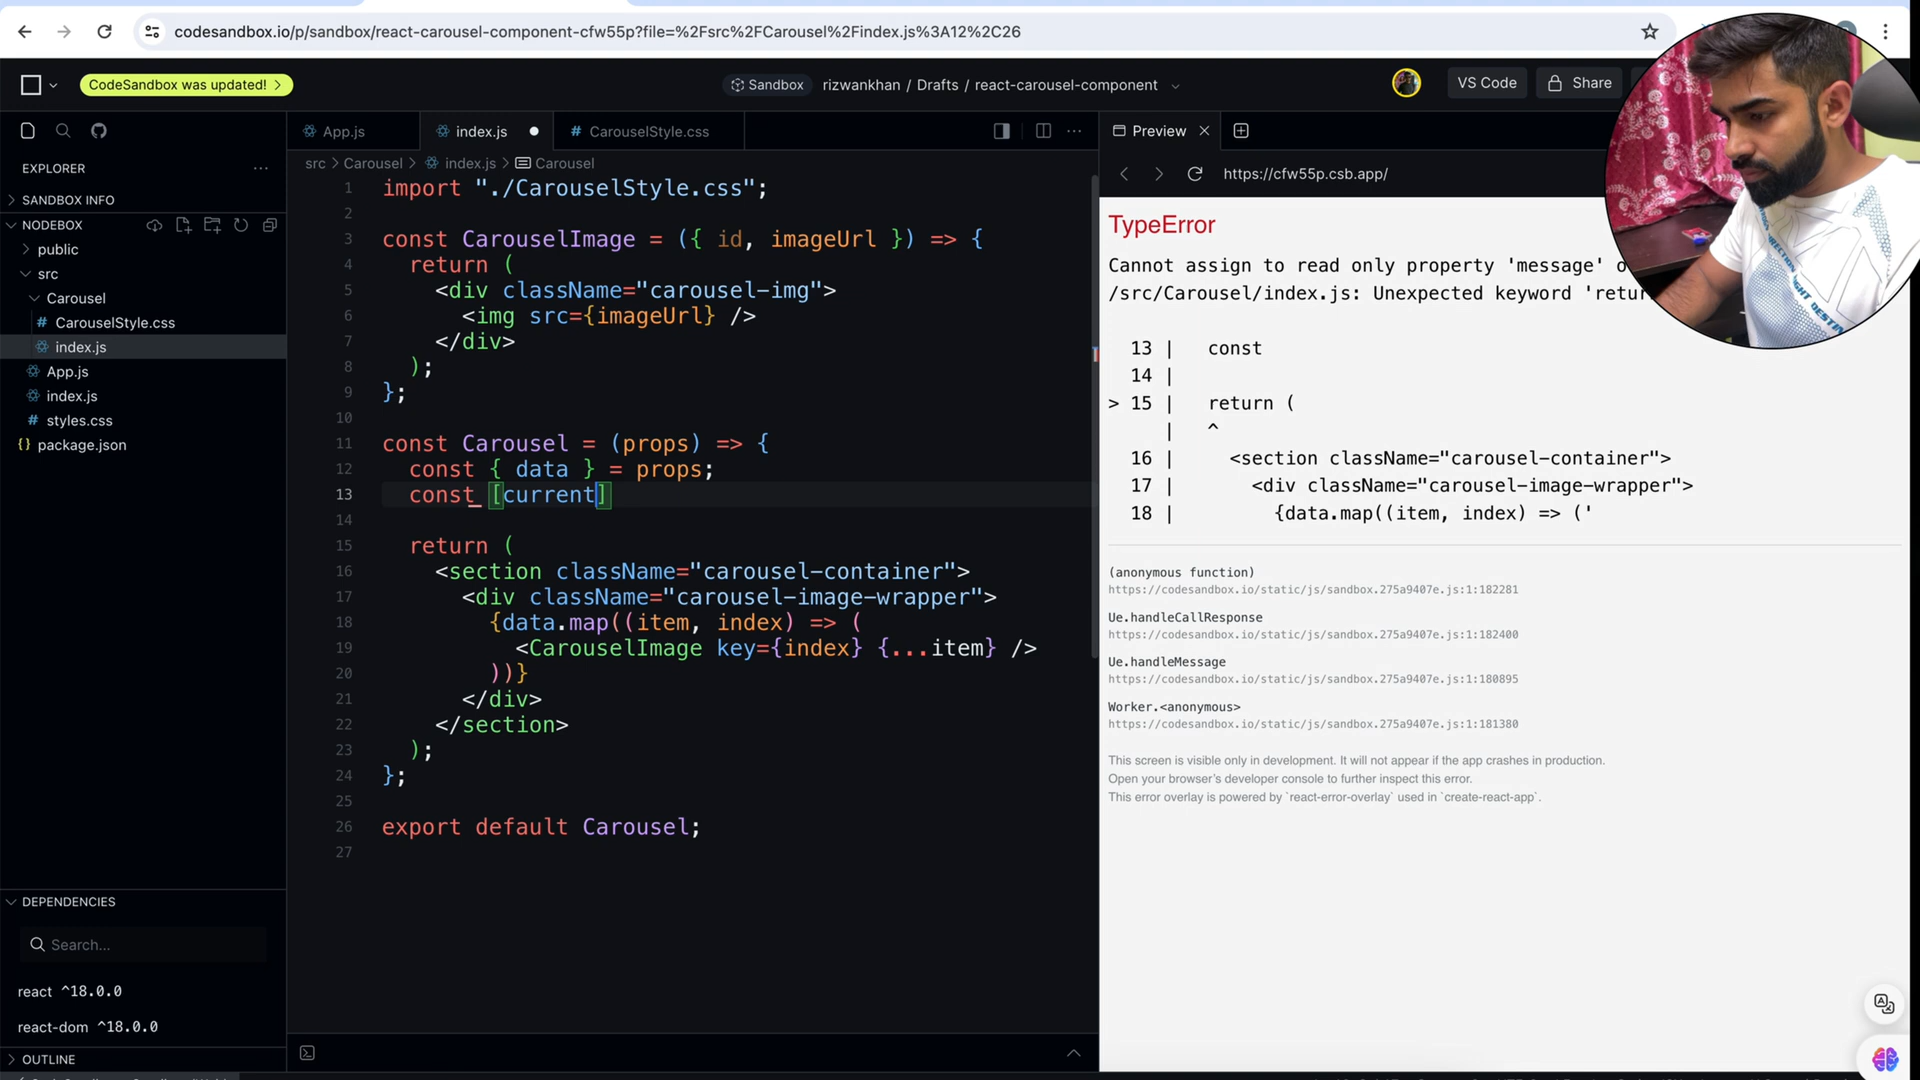 codesandbox.io/p/sandbox/react-carousel-component-cfw55p?file=%2Fsrc%2FCarousel%2Findex.js%3A12%2C26
CodeSandbox was updated!
Sandbox
rizwankhan / Drafts / react-carousel-component
VS Code
Share
EXPLORER
SANDBOX INFO
NODEBOX
public
src
Carousel
CarouselStyle.css
index.js
App.js
index.js
styles.css
package.json
DEPENDENCIES
Search...
react ^18.0.0
react-dom ^18.0.0
OUTLINE
App.js
index.js
CarouselStyle.css
src > Carousel > index.js > Carousel
1 import "./CarouselStyle.css";
2
3 const CarouselImage = ({ id, imageUrl }) => {
4 return (
5 <div className="carousel-img">
6 <img src={imageUrl} />
7 </div>
8 );
9 };
10
11 const Carousel = (props) => {
12 const { data } = props;
13 const [current]
14
15 return (
16 <section className="carousel-container">
17 <div className="carousel-image-wrapper">
18 {data.map((item, index) => (
19 <CarouselImage key={index} {...item} />
20 ))}
21 </div>
22 </section>
23 );
24 };
25
26 export default Carousel;
27
Preview
https://cfw55p.csb.app/
TypeError
Cannot assign to read only property 'message' o
/src/Carousel/index.js: Unexpected keyword 'retu
13 | const
14 |
> 15 | return (
| ^
16 | <section className="carousel-container">
17 | <div className="carousel-image-wrapper">
18 | {data.map((item, index) => ('
(anonymous function)
https://codesandbox.io/static/js/sandbox.275a9407e.js:1:182281
Ue.handleCallResponse
https://codesandbox.io/static/js/sandbox.275a9407e.js:1:182400
Ue.handleMessage
https://codesandbox.io/static/js/sandbox.275a9407e.js:1:180895
Worker.<anonymous>
https://codesandbox.io/static/js/sandbox.275a9407e.js:1:181380
This screen is visible only in development. It will not appear if the app crashes in production.
Open your browser's developer console to further inspect this error.
This error overlay is powered by `react-error-overlay` used in `create-react-app`.